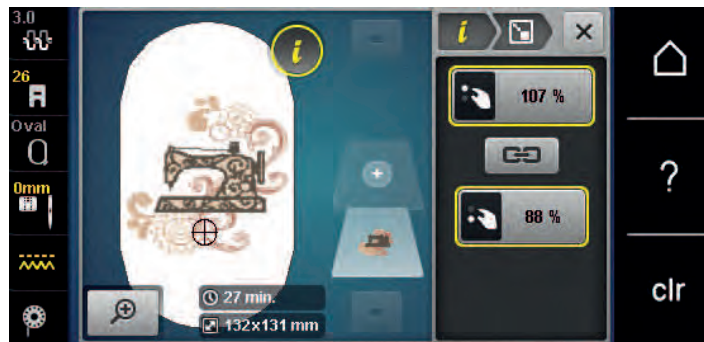 3.0
26
Oval
0mm
i
27 min.
132x131 mm
i
107 %
88 %
?
clr